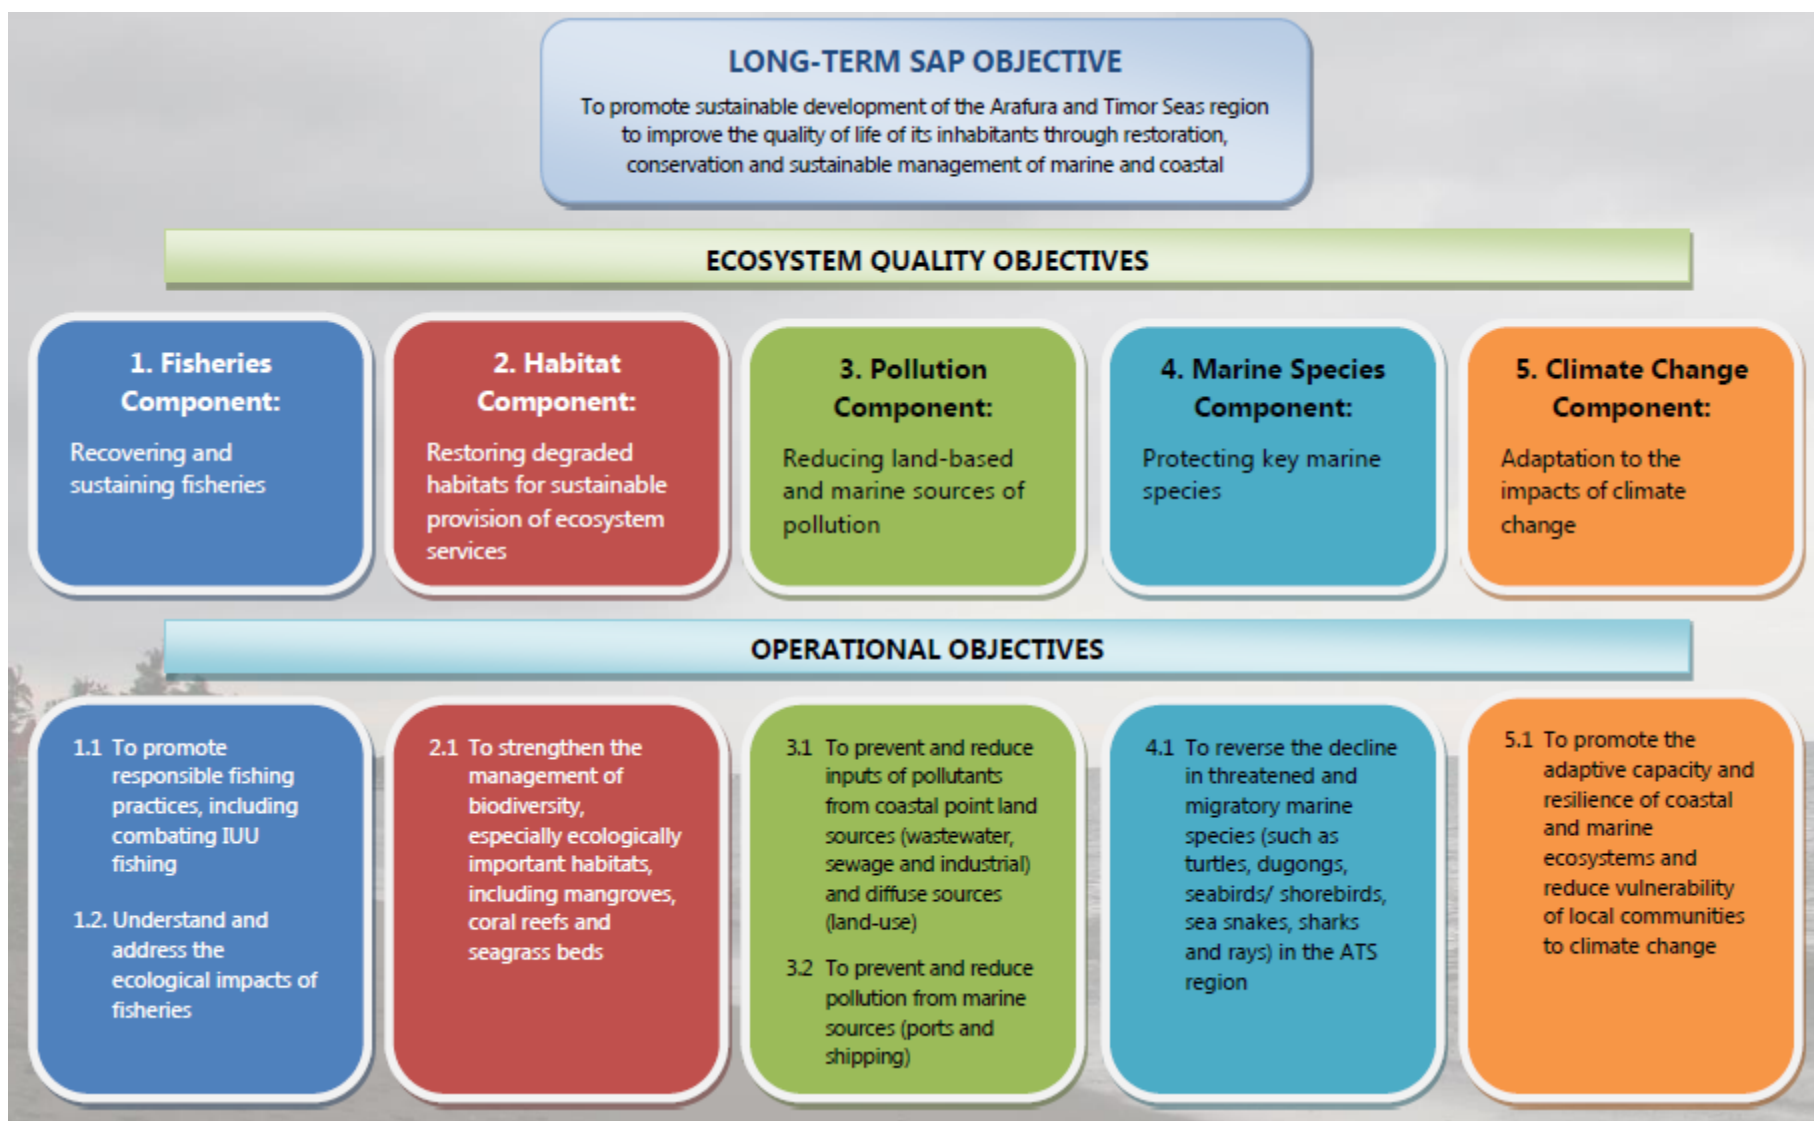 LONG-TERM SAP OBJECTIVE
To promote sustainable development of the Arafura and Timor Seas region
to improve the quality of life of its inhabitants through restoration,
conservation and sustainable management of marine and coastal
ECOSYSTEM QUALITY OBJECTIVES
1. Fisheries
Component:
Recovering and
sustaining fisheries
2. Habitat
Component:
Restoring degraded
habitats for sustainable
provision of ecosystem
services
3. Pollution
Component:
Reducing land-based
and marine sources of
pollution
4. Marine Species
Component:
Protecting key marine
species
5. Climate Change
Component:
Adaptation to the
impacts of climate
change
OPERATIONAL OBJECTIVES
1.1 To promote
responsible fishing
practices, including
combating IUU
fishing
1.2. Understand and
address the
ecological impacts of
fisheries
2.1 To strengthen the
management of
biodiversity,
especially ecologically
important habitats,
including mangroves,
coral reefs and
seagrass beds
3.1 To prevent and reduce
inputs of pollutants
from coastal point land
sources (wastewater,
sewage and industrial)
and diffuse sources
(land-use)
3.2 To prevent and reduce
pollution from marine
sources (ports and
shipping)
4.1 To reverse the decline
in threatened and
migratory marine
species (such as
turtles, dugongs,
seabirds/ shorebirds,
sea snakes, sharks
and rays) in the ATS
region
5.1 To promote the
adaptive capacity and
resilience of coastal
and marine
ecosystems and
reduce vulnerability
of local communities
to climate change